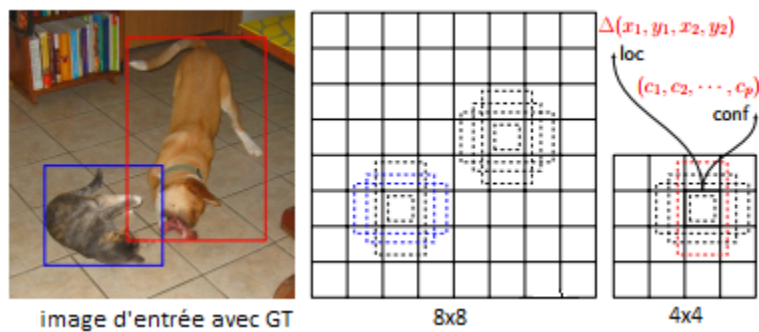 Δ(x₁, y₁, x₂, y₂)
loc
(c₁, c₂, ⋯, cₚ)
conf
image d'entrée avec GT
8x8
4x4